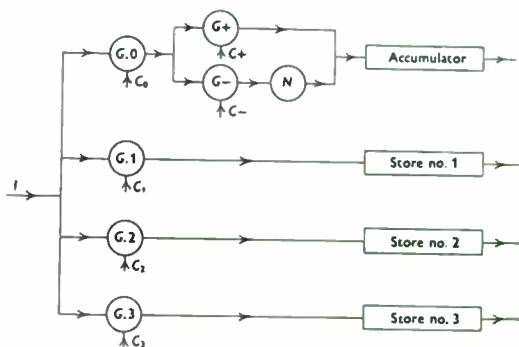 G+
C+
G.0
C₀
G–
C–
N
Accumulator
G.1
C₁
Store no. 1
I
G.2
C₂
Store no. 2
G.3
C₃
Store no. 3